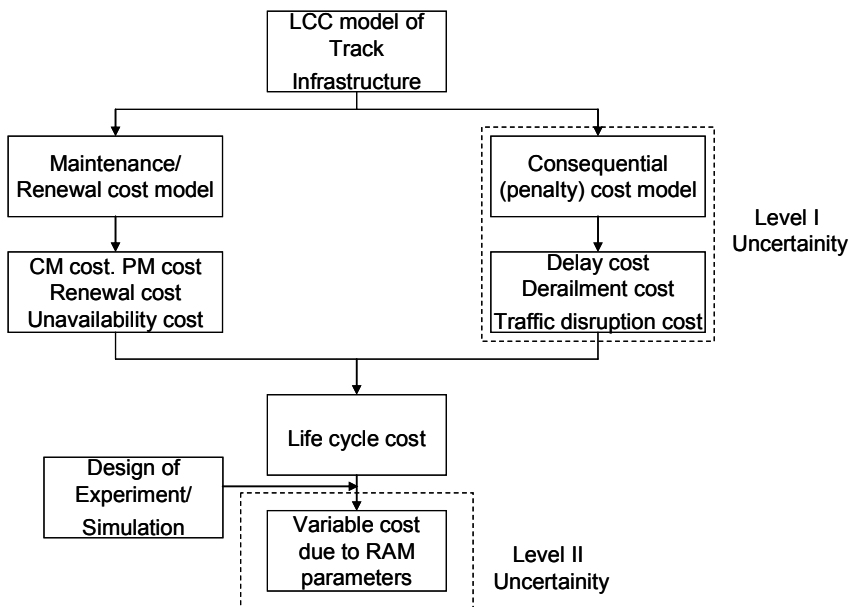 LCC model of
Track
Infrastructure
Maintenance/
Renewal cost model
Consequential
(penalty) cost model
Level I
Uncertainity
CM cost. PM cost
Renewal cost
Unavailability cost
Delay cost
Derailment cost
Traffic disruption cost
Life cycle cost
Design of
Experiment/
Simulation
Variable cost
due to RAM
parameters
Level II
Uncertainity